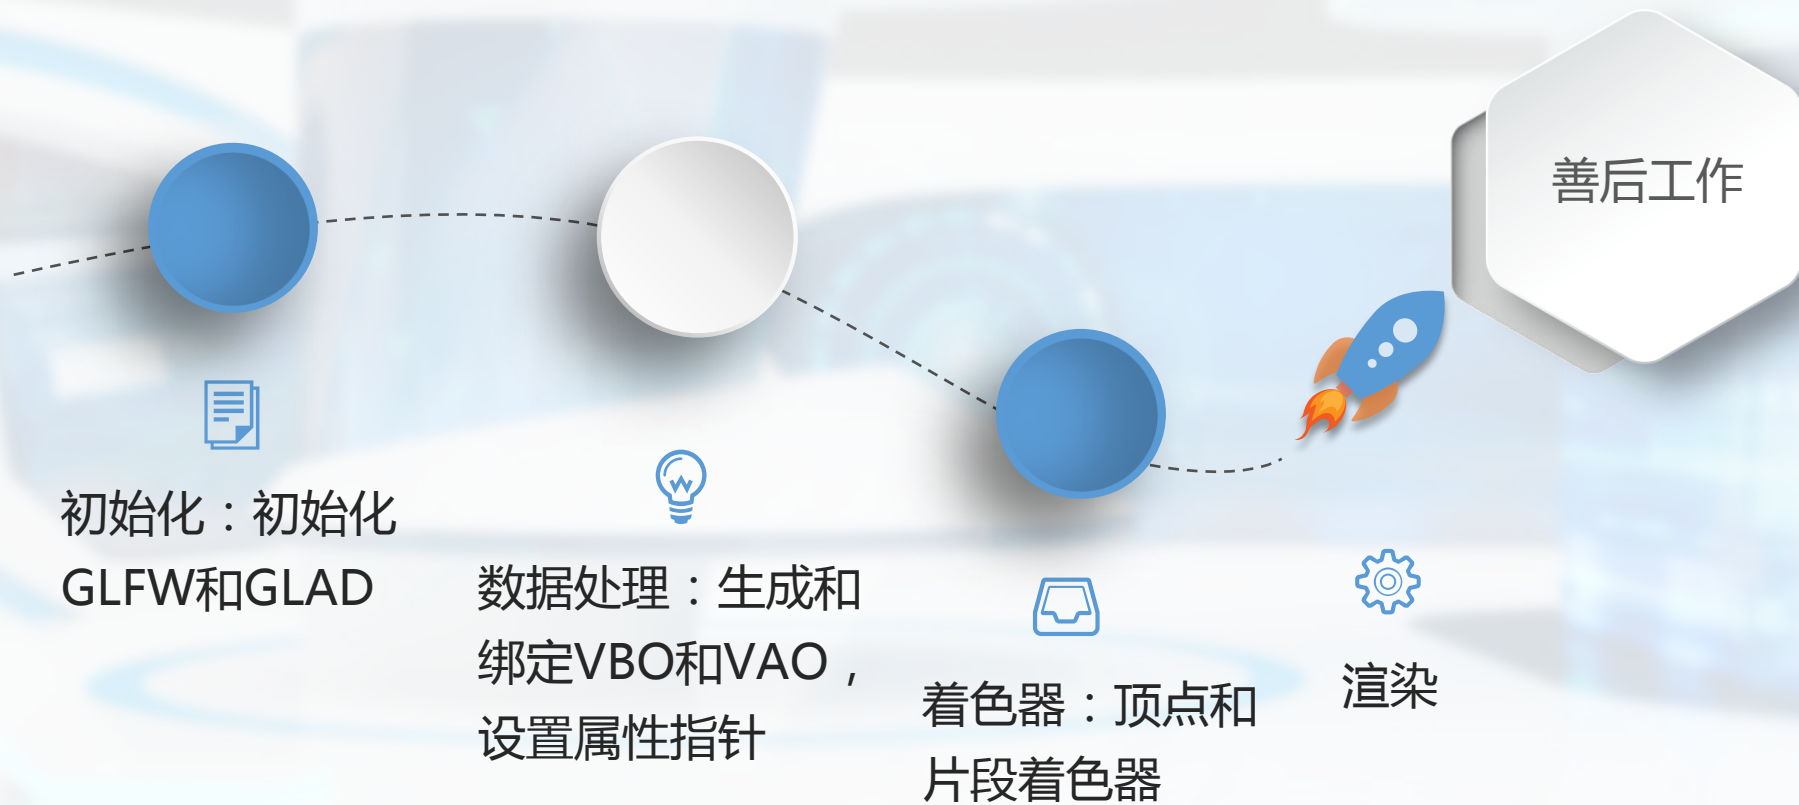 善后工作
初始化：初始化
GLFW和GLAD
数据处理：生成和
绑定VBO和VAO，
设置属性指针
着色器：顶点和
片段着色器
渲染